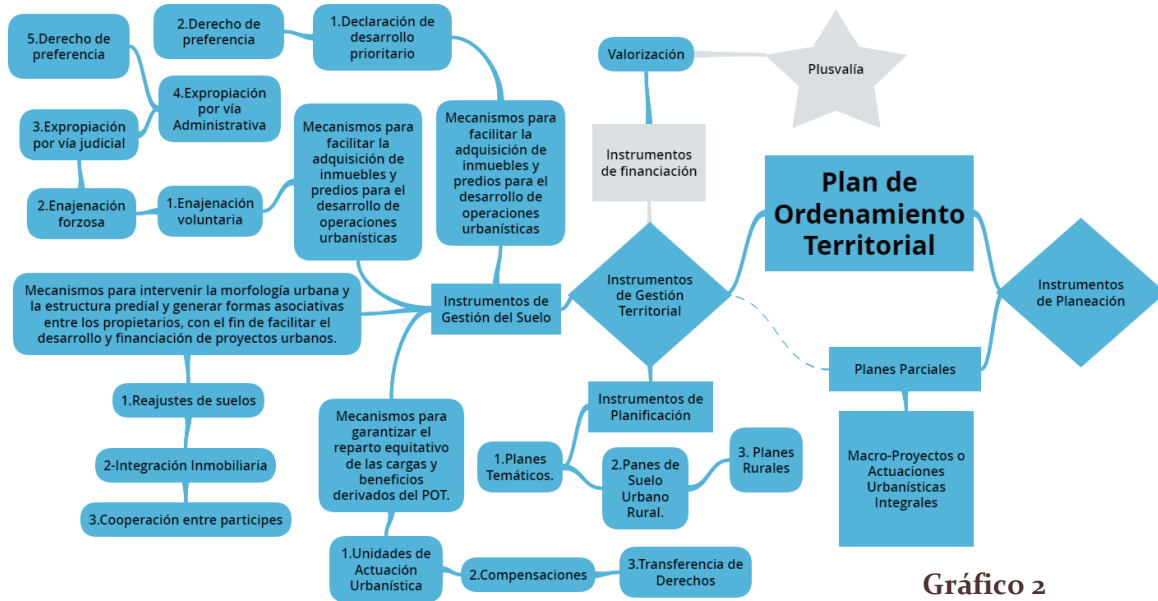 5.Derecho de
preferencia
2.Derecho de
preferencia
1.Declaración de
desarrollo
prioritario
Valorización
Plusvalía
4.Expropiación
por vía
Administrativa
3.Expropiación
por vía judicial
2.Enajenación
forzosa
1.Enajenación
voluntaria
Mecanismos para
facilitar la
adquisición de
inmuebles y
predios para el
desarrollo de
operaciones
urbanísticas
Mecanismos para
facilitar la
adquisición de
inmuebles y
predios para el
desarrollo de
operaciones
urbanísticas
Instrumentos
de financiación
Plan de
Ordenamiento
Territorial
Instrumentos
de Planeación
Instrumentos
de Gestión
Territorial
Instrumentos de
Gestión del Suelo
Mecanismos para intervenir la morfología urbana y
la estructura predial y generar formas asociativas
entre los propietarios, con el fin de facilitar el
desarrollo y financiación de proyectos urbanos.
1.Reajustes de suelos
2-Integración Inmobiliaria
3.Cooperación entre participes
Mecanismos para
garantizar el
reparto equitativo
de las cargas y
beneficios
derivados del POT.
1.Unidades de
Actuación
Urbanística
2.Compensaciones
3.Transferencia de
Derechos
Instrumentos de
Planificación
1.Planes
Temáticos.
2.Panes de
Suelo
Urbano
Rural.
3. Planes
Rurales
Planes Parciales
Macro-Proyectos o
Actuaciones
Urbanísticas
Integrales
Gráfico 2